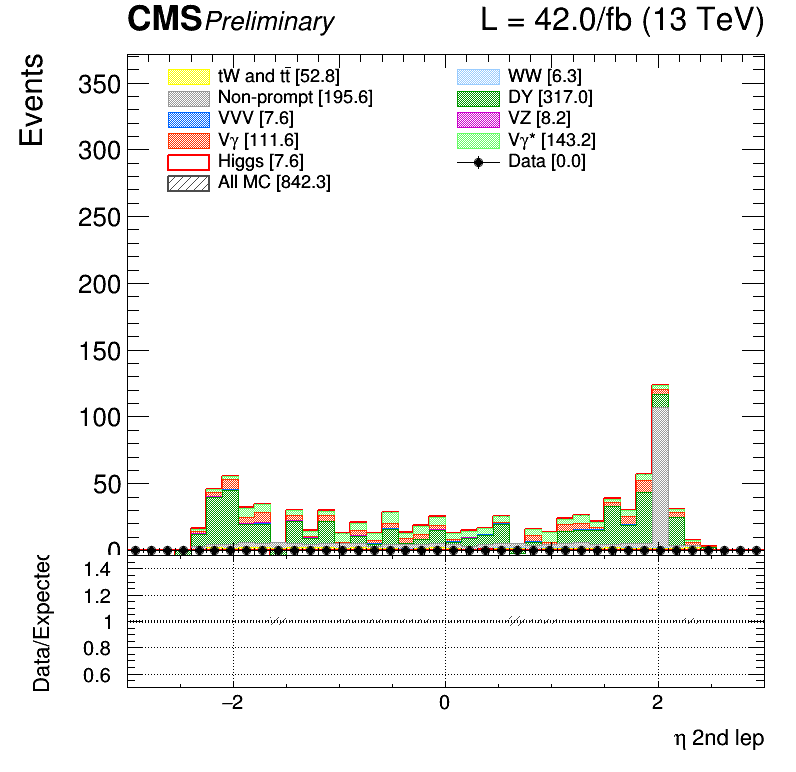 CMS Preliminary L = 42.0/fb (13 TeV)
Events
350
300
250
200
150
100
50
0
tW and tt̄ [52.8]
Non-prompt [195.6]
VVV [7.6]
Vγ [111.6]
Higgs [7.6]
All MC [842.3]
WW [6.3]
DY [317.0]
VZ [8.2]
Vγ* [143.2]
Data [0.0]
Data/Expected
1.4
1.2
1
0.8
0.6
−2 0 2
η 2nd lep